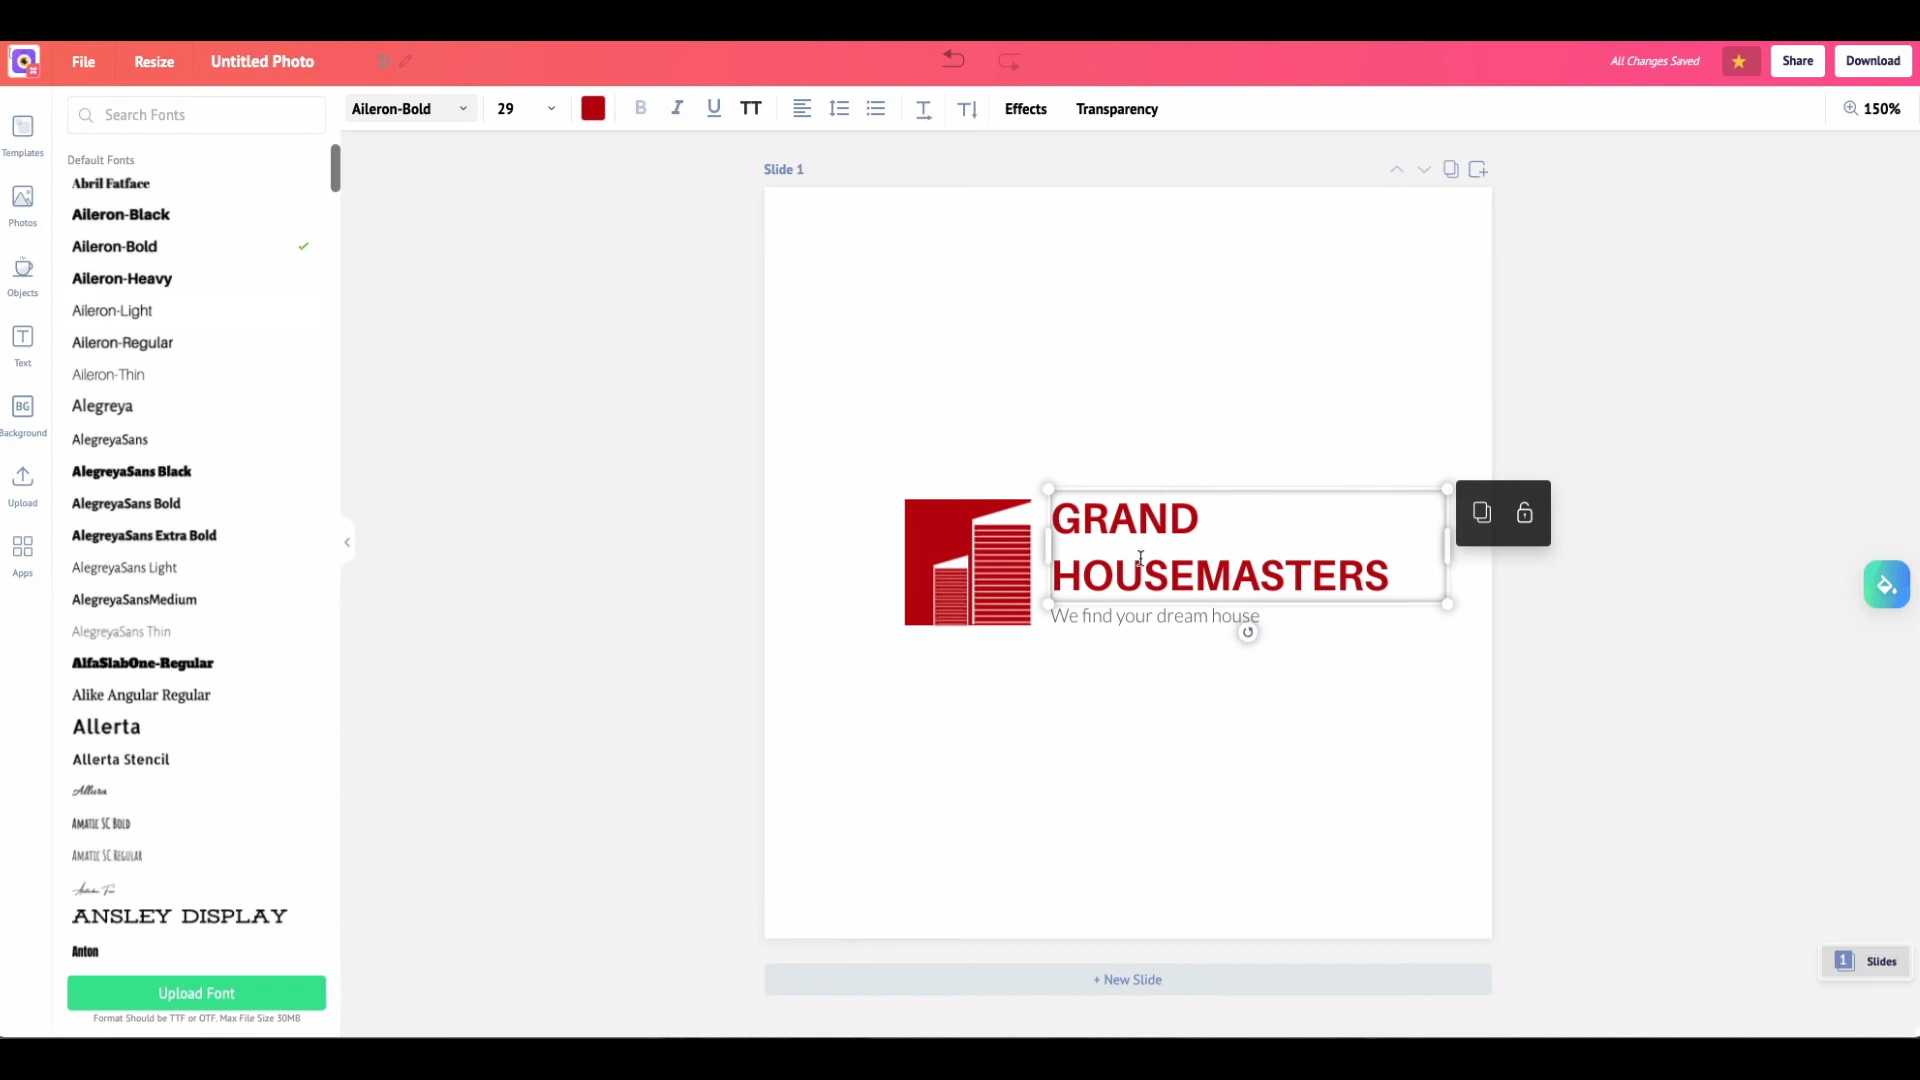 File
Resize
Untitled Photo
All Changes Saved
Share
Download
Search Fonts
Aileron-Bold
29
B
I
U
TT
T
T
Effects
Transparency
150%
Templates
Photos
Objects
T
Text
BG
Background
Upload
Apps
Default Fonts
Abril Fatface
Aileron-Black
Aileron-Bold
Aileron-Heavy
Aileron-Light
Aileron-Regular
Aileron-Thin
Alegreya
AlegreyaSans
AlegreyaSans Black
AlegreyaSans Bold
AlegreyaSans Extra Bold
AlegreyaSans Light
AlegreyaSansMedium
AlegreyaSans Thin
AlfaSlabOne-Regular
Alike Angular Regular
Allerta
Allerta Stencil
Allura
AMATIC SC BOLD
AMATIC SC REGULAR
ANSLEY DISPLAY
Anton
Upload Font
Format Should be TTF or OTF. Max File Size 30MB
Slide 1
GRAND
HOUSEMASTERS
We find your dream house
+ New Slide
1
Slides